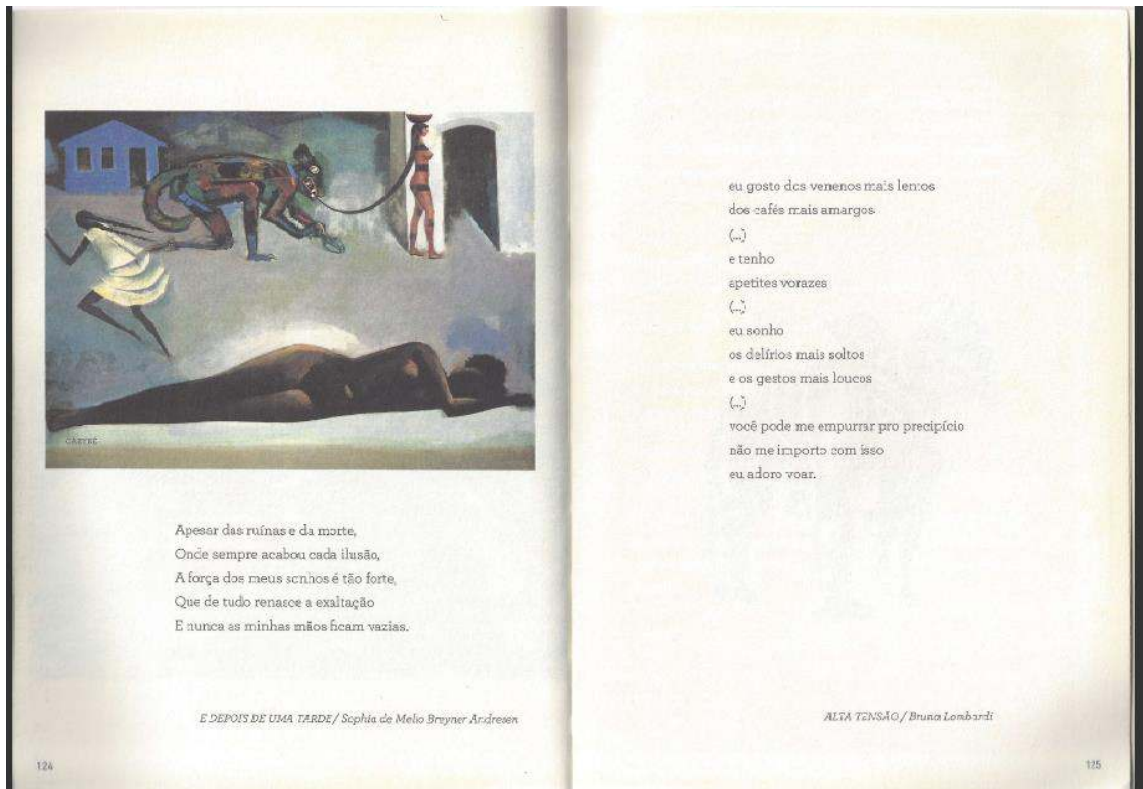 CARYBÉ
Apesar das ruínas e da morte,
Onde sempre acabou cada ilusão,
A força dos meus sonhos é tão forte,
Que de tudo renasce a exaltação
E nunca as minhas mãos ficam vazias.
E DEPOIS DE UMA TARDE / Sophia de Mello Breyner Andresen
124
eu gosto dos venenos mais lentos
dos cafés mais amargos
(...)
e tenho
apetites vorazes
(...)
eu sonho
os delírios mais soltos
e os gestos mais loucos
(...)
você pode me empurrar pro precipício
não me importo com isso
eu adoro voar.
ALTA TENSÃO / Bruna Lombardi
125